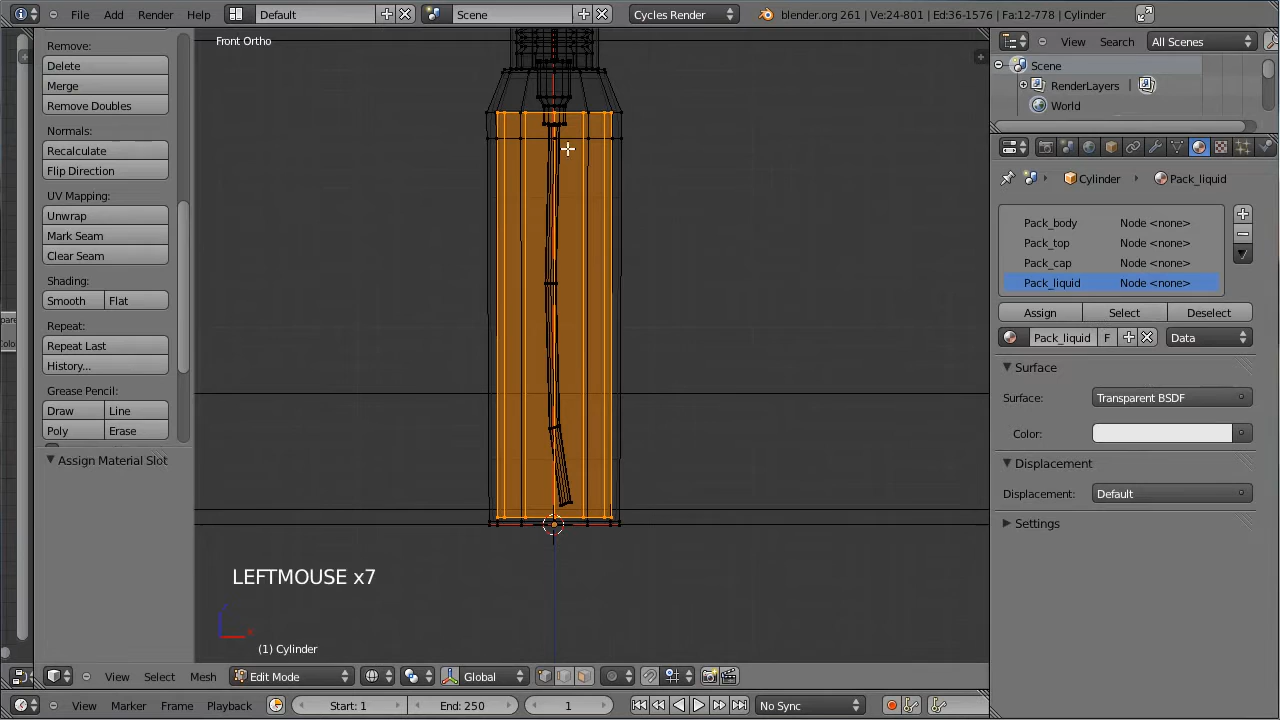 File Add Render Help Default Scene Cycles Render blender.org 261 | Ve:24-801 | Ed:36-1576 | Fa:12-778 | Cylinder
Front Ortho
Remove:
Delete
Merge
Remove Doubles
Normals:
Recalculate
Flip Direction
UV Mapping:
Unwrap
Mark Seam
Clear Seam
Shading:
Smooth Flat
Repeat:
Repeat Last
History...
Grease Pencil:
Draw Line
Poly Erase
Assign Material Slot
LEFTMOUSE x7
(1) Cylinder
View Select Mesh Edit Mode Global
View Marker Frame Playback Start: 1 End: 250 1 No Sync
View Search All Scenes
Scene
RenderLayers |
World
Cylinder Pack_liquid
Pack_body Node <none>
Pack_top Node <none>
Pack_cap Node <none>
Pack_liquid Node <none>
Assign Select Deselect
Pack_liquid F Data
Surface
Surface: Transparent BSDF
Color:
Displacement
Displacement: Default
Settings